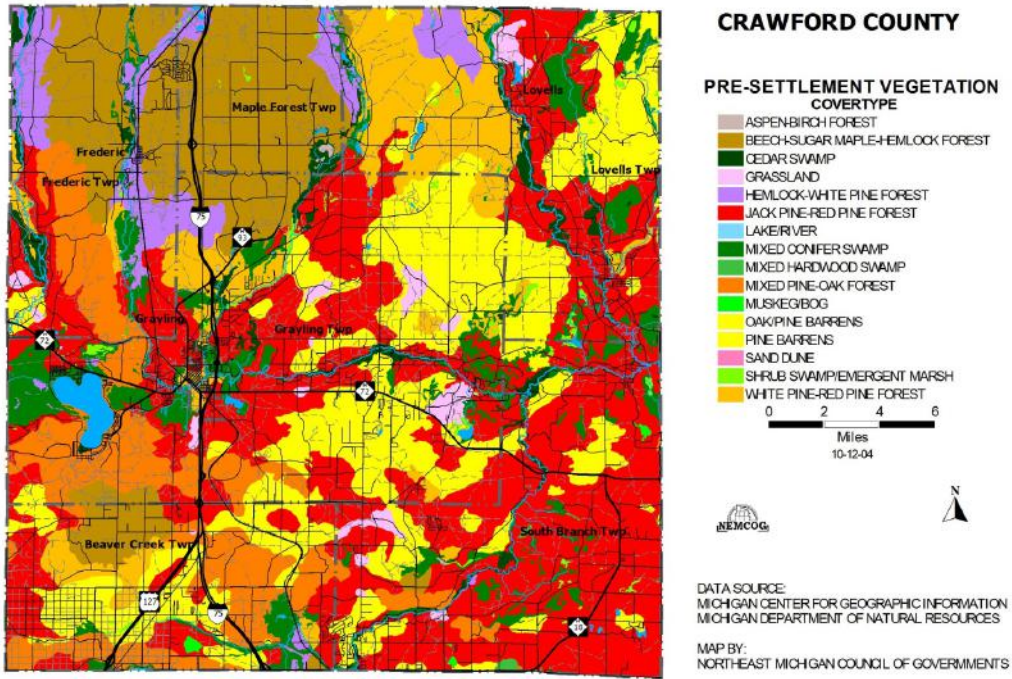 CRAWFORD COUNTY
PRE-SETTLEMENT VEGETATION
COVERTYPE
ASPEN-BIRCH FOREST
BEECH-SUGAR MAPLE-HEMLOCK FOREST
CEDAR SWAMP
GRASSLAND
HEMLOCK-WHITE PINE FOREST
JACK PINE-RED PINE FOREST
LAKE/RIVER
MIXED CONIFER SWAMP
MIXED HARDWOOD SWAMP
MIXED PINE-OAK FOREST
MUSKEG/BOG
OAK/PINE BARRENS
PINE BARRENS
SAND DUNE
SHRUB SWAMP/EMERGENT MARSH
WHITE PINE-RED PINE FOREST
0 2 4 6
Miles
10-12-04
N
NEMCOG
DATA SOURCE:
MICHIGAN CENTER FOR GEOGRAPHIC INFORMATION
MICHIGAN DEPARTMENT OF NATURAL RESOURCES
MAP BY:
NORTHEAST MICHIGAN COUNCIL OF GOVERNMENTS
Lovells
Maple Forest Twp
Frederic
Lovells Twp
Frederic Twp
75
93
Grayling
Grayling Twp
72
72
South Branch Twp
Beaver Creek Twp
127
75
18